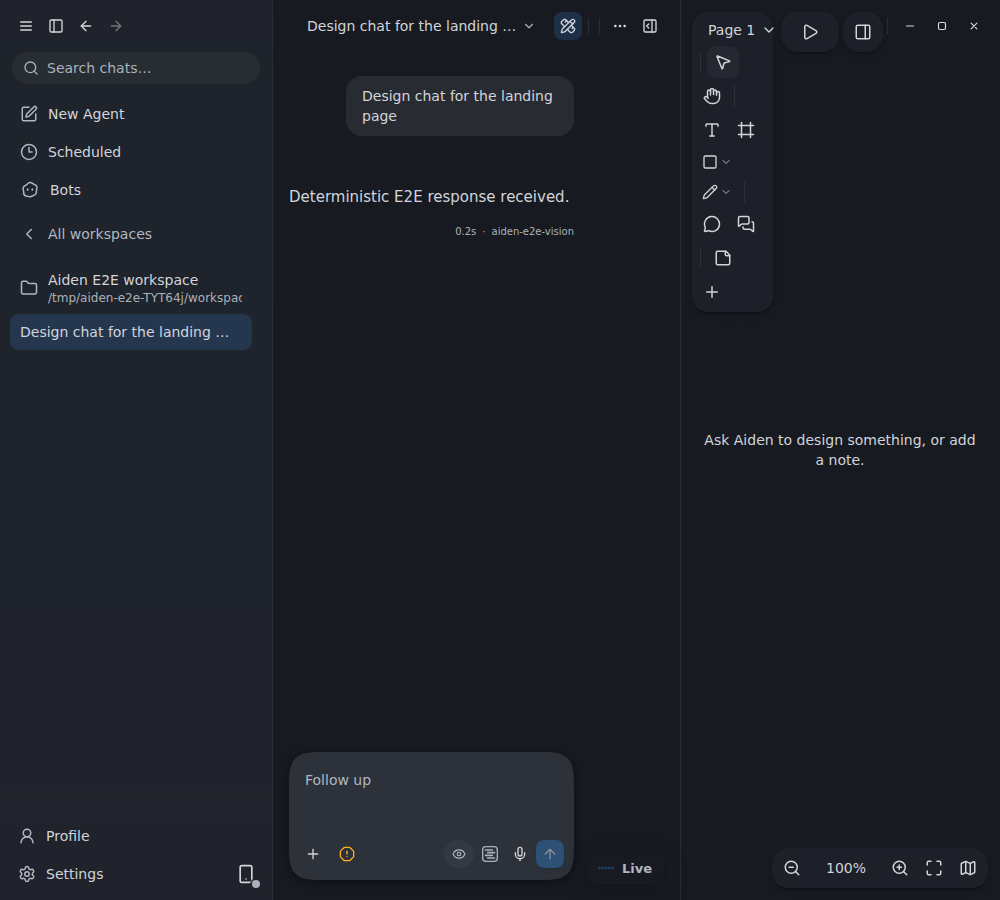 Search chats…
New Agent
Scheduled
Bots
All workspaces
Aiden E2E workspace
/tmp/aiden-e2e-TYT64j/workspac
Design chat for the landing …
Profile
Settings
Design chat for the landing …
Design chat for the landing
page
Deterministic E2E response received.
0.2s · aiden-e2e-vision
Follow up
Live
Page 1
Ask Aiden to design something, or add
a note.
100%